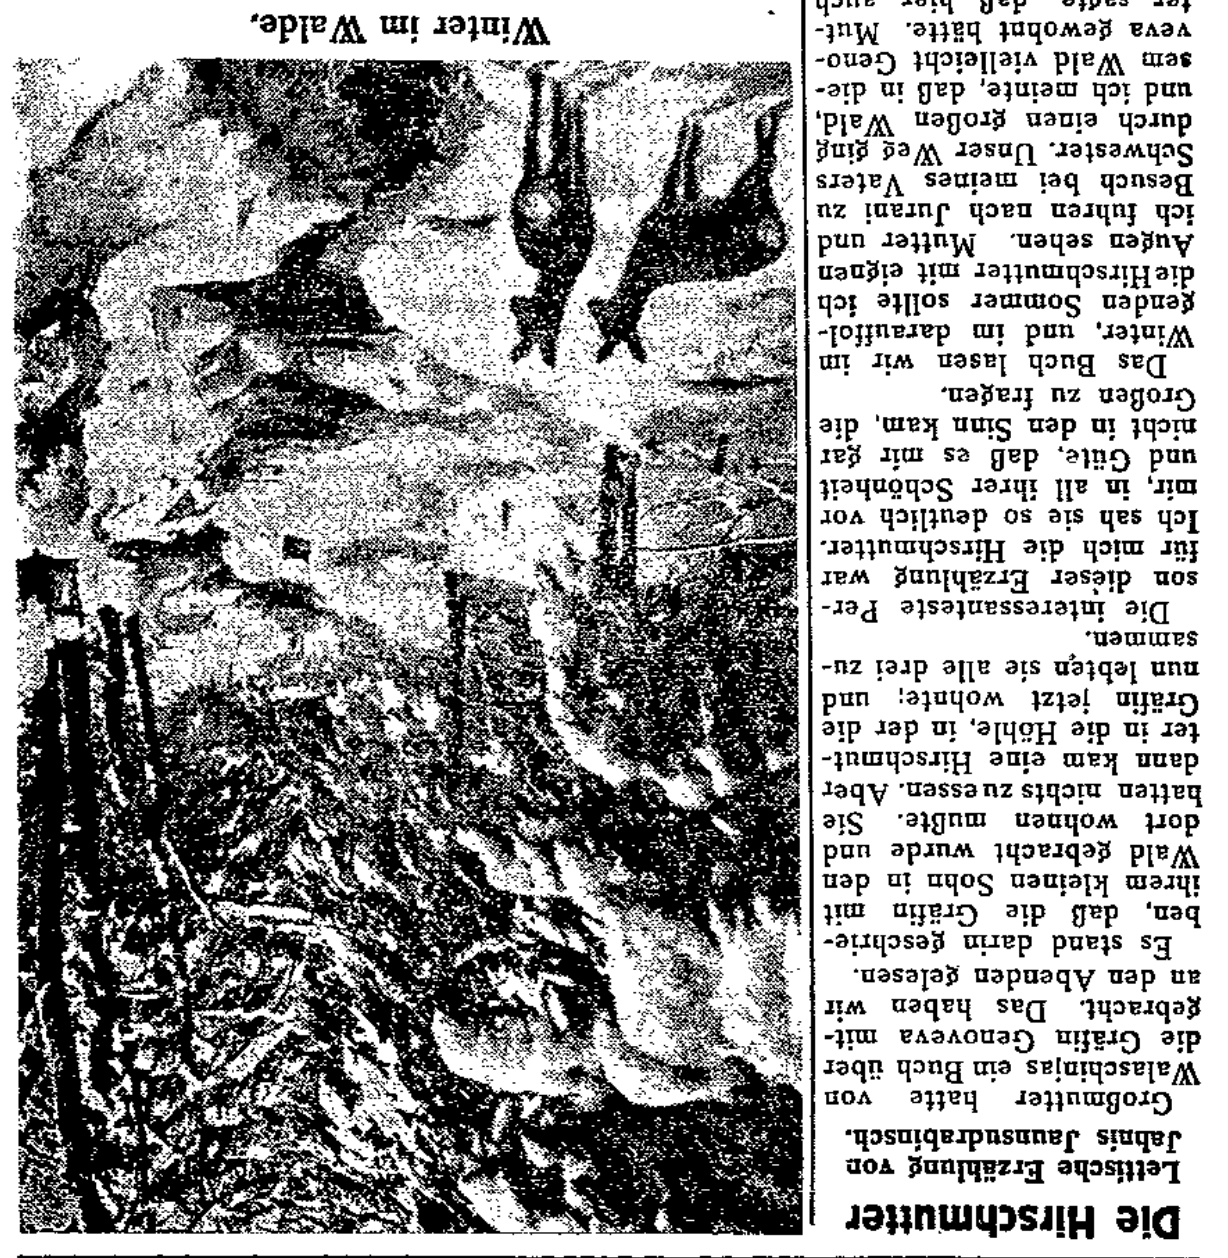 Die Hirschmutter
Lettische Erzählung von
Jahnis Jaunsudrabinsch.
Großmutter hatte von
Walaschinjas ein Buch über
die Gräfin Genoveva mit-
gebracht. Das haben wir
an den Abenden gelesen.
Es stand darin geschrie-
ben, daß die Gräfin mit
ihrem kleinen Sohn in den
Wald gebracht wurde und
dort wohnen mußte. Sie
hatten nichts zu essen. Aber
dann kam eine Hirschmut-
ter in die Höhle, in der die
Gräfin jetzt wohnte; und
nun lebten sie alle drei zu-
sammen.
Die interessanteste Per-
son dieser Erzählung war
für mich die Hirschmutter.
Ich sah sie so deutlich vor
mir, in all ihrer Schönheit
und Güte, daß es mir gar
nicht in den Sinn kam, die
Großen zu fragen.
Das Buch lasen wir im
Winter, und im darauffol-
genden Sommer sollte ich
die Hirschmutter mit eignen
Augen sehen. Mutter und
ich fuhren nach Jurani zu
Besuch bei meines Vaters
Schwester. Unser Weg ging
durch einen großen Wald,
und ich meinte, daß in die-
sem Wald vielleicht Geno-
veva gewohnt hätte. Mut-
ter sagte, daß hier auch
Winter im Walde.